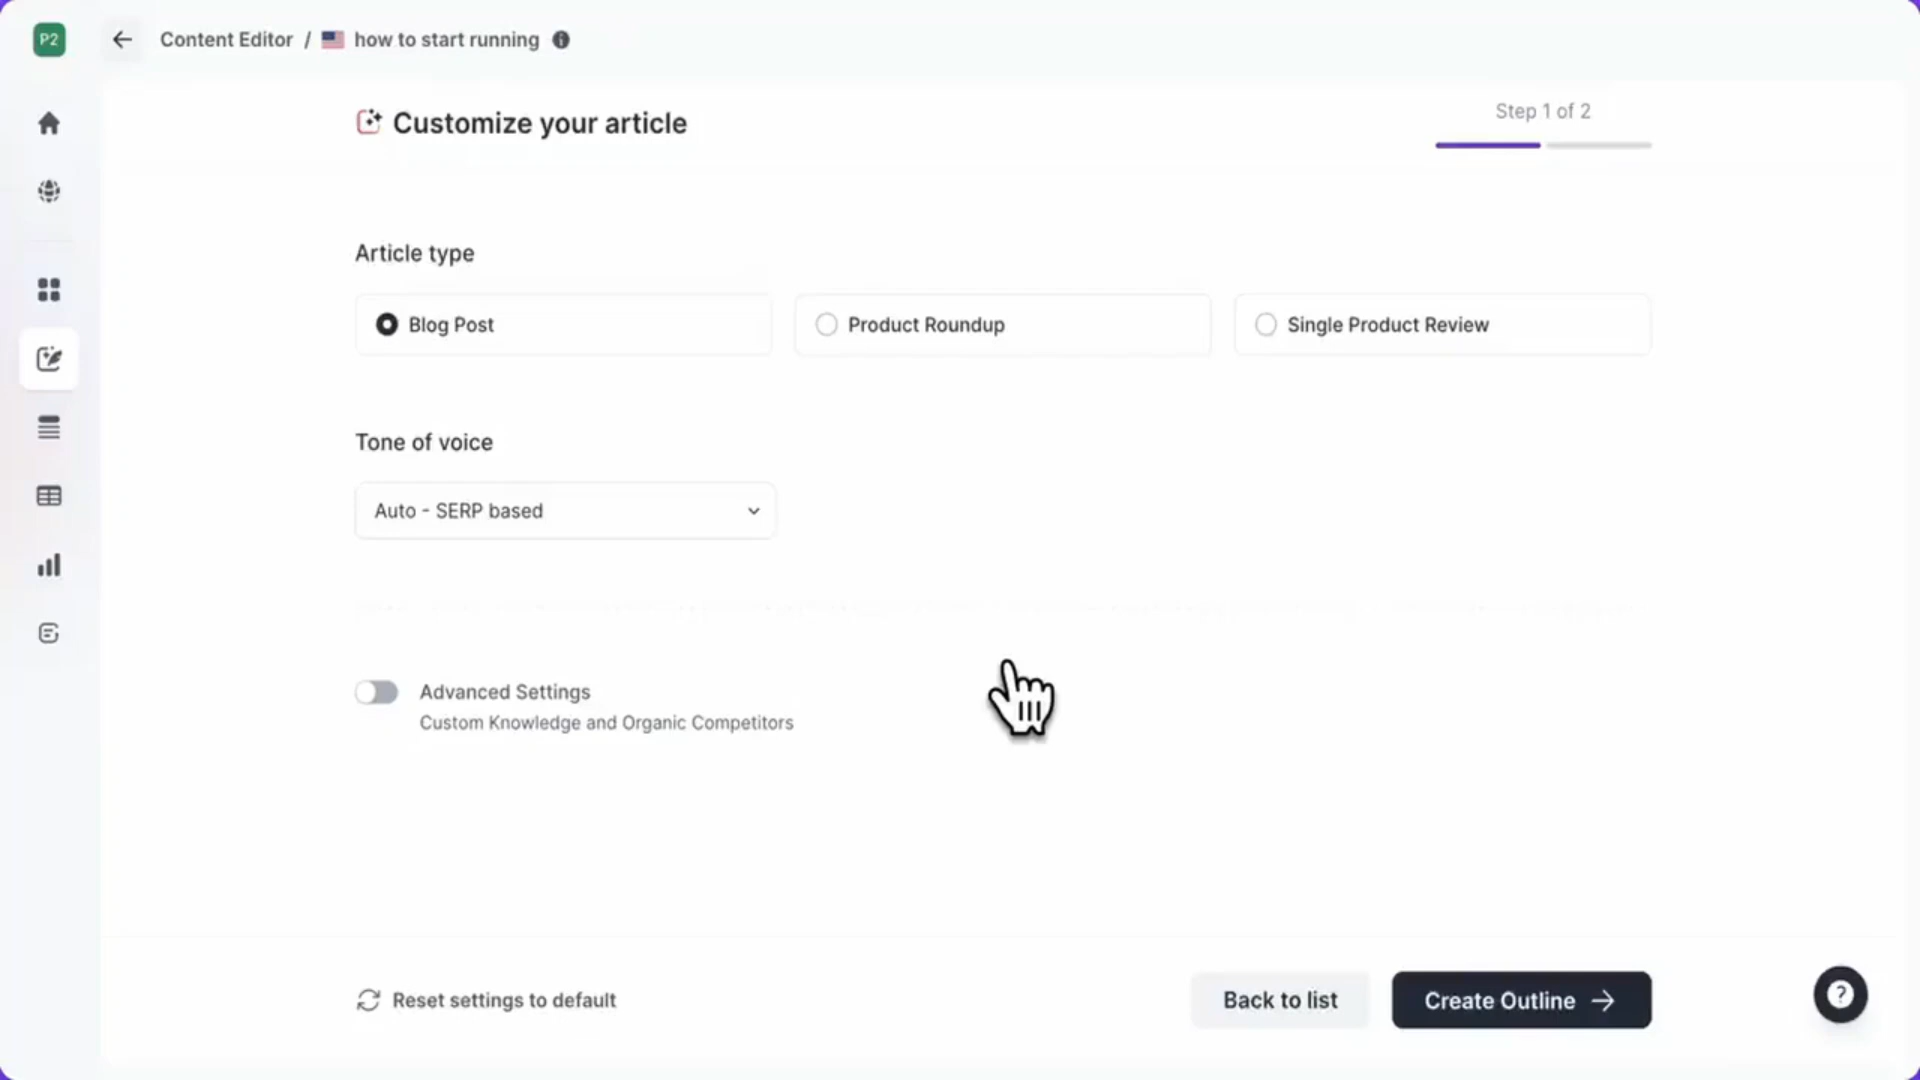 P2
Content Editor / how to start running
Customize your article
Step 1 of 2
Article type
Blog Post
Product Roundup
Single Product Review
Tone of voice
Auto - SERP based
Advanced Settings
Custom Knowledge and Organic Competitors
Reset settings to default
Back to list
Create Outline →
?